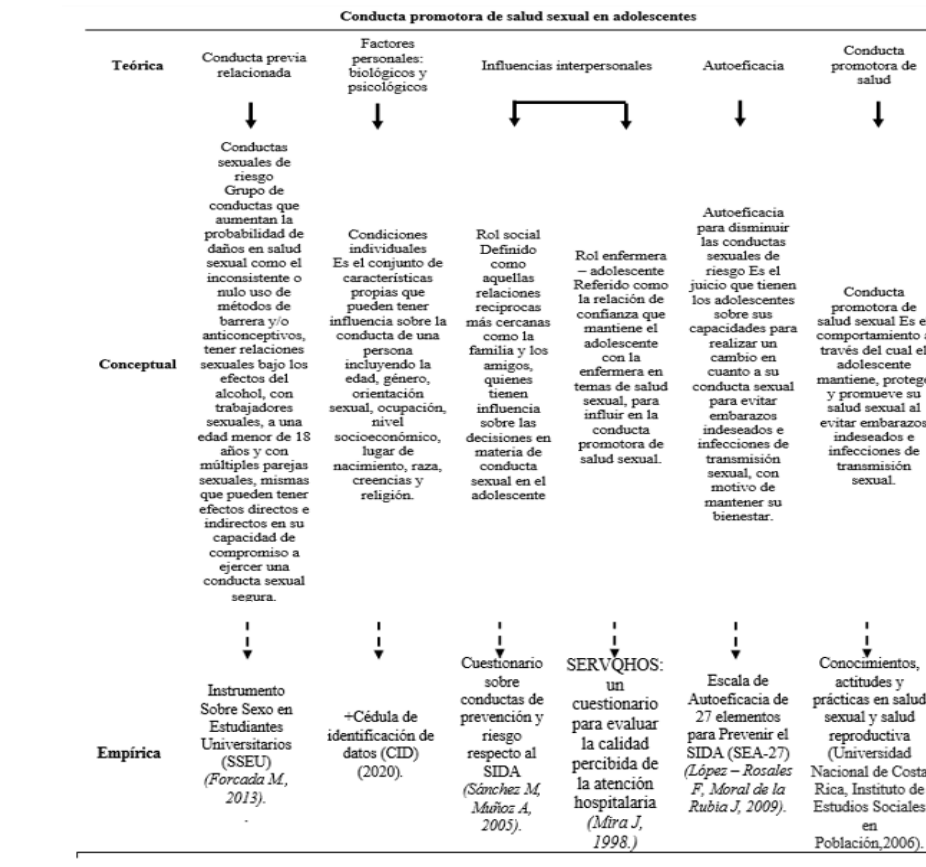 Conducta promotora de salud sexual en adolescentes
Teórica
Conducta previa
relacionada
Factores
personales:
biológicos y
psicológicos
Influencias interpersonales
Autoeficacia
Conducta
promotora de
salud
Conceptual
Conductas
sexuales de
riesgo
Grupo de
conductas que
aumentan la
probabilidad de
daños en salud
sexual como el
inconsistente o
nulo uso de
métodos de
barrera y/o
anticonceptivos,
tener relaciones
sexuales bajo los
efectos del
alcohol, con
trabajadores
sexuales, a una
edad menor de 18
años y con
múltiples parejas
sexuales, mismas
que pueden tener
efectos directos e
indirectos en su
capacidad de
compromiso a
ejercer una
conducta sexual
segura.
Condiciones
individuales
Es el conjunto de
características
propias que
pueden tener
influencia sobre la
conducta de una
persona
incluyendo la
edad, género,
orientación
sexual, ocupación,
nivel
socioeconómico,
lugar de
nacimiento, raza,
creencias y
religión.
Rol social
Definido
como
aquellas
relaciones
reciprocas
más cercanas
como la
familia y los
amigos,
quienes
tienen
influencia
sobre las
decisiones en
materia de
conducta
sexual en el
adolescente
Rol enfermera
– adolescente
Referido como
la relación de
confianza que
mantiene el
adolescente
con la
enfermera en
temas de salud
sexual, para
influir en la
conducta
promotora de
salud sexual.
Autoeficacia
para disminuir
las conductas
sexuales de
riesgo Es el
juicio que tienen
los adolescentes
sobre sus
capacidades para
realizar un
cambio en
cuanto a su
conducta sexual
para evitar
embarazos
indeseados e
infecciones de
transmisión
sexual, con
motivo de
mantener su
bienestar.
Conducta
promotora de
salud sexual Es e
comportamiento a
través del cual el
adolescente
mantiene, protege
y promueve su
salud sexual al
evitar embarazos
indeseados e
infecciones de
transmisión
sexual.
Empírica
Instrumento
Sobre Sexo en
Estudiantes
Universitarios
(SSEU)
(Forcada M.,
2013).
.
+Cédula de
identificación de
datos (CID)
(2020).
Cuestionario
sobre
conductas de
prevención y
riesgo
respecto al
SIDA
(Sánchez M,
Muñoz A,
2005).
SERVQHOS:
un
cuestionario
para evaluar
la calidad
percibida de
la atención
hospitalaria
(Mira J,
1998.)
Escala de
Autoeficacia de
27 elementos
para Prevenir el
SIDA (SEA-27)
(López – Rosales
F, Moral de la
Rubia J, 2009).
Conocimientos,
actitudes y
prácticas en salud
sexual y salud
reproductiva
(Universidad
Nacional de Costa
Rica, Instituto de
Estudios Sociales
en
Población,2006).